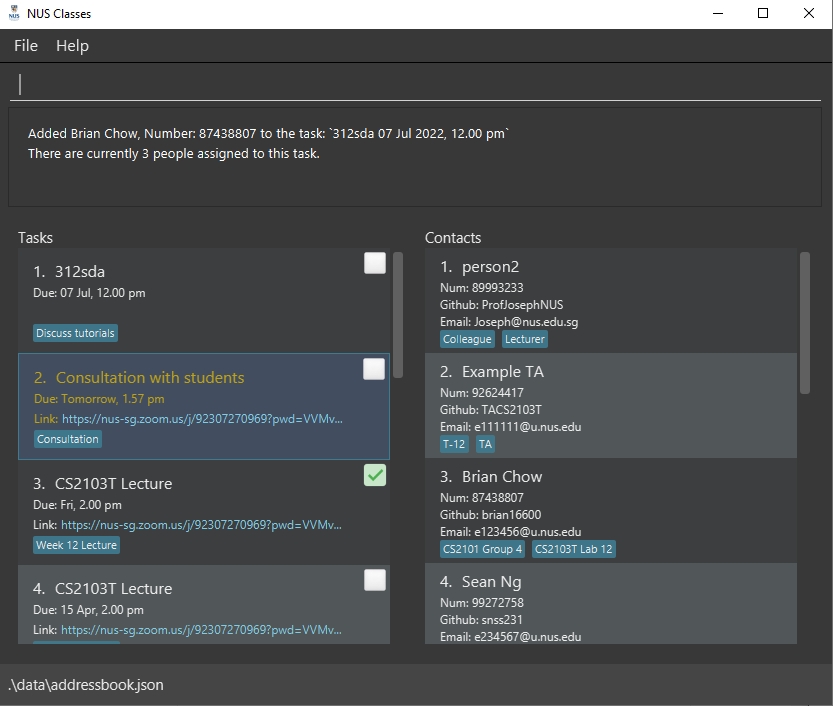 NUS
NUS Classes
File Help
Added Brian Chow, Number: 87438807 to the task: `312sda 07 Jul 2022, 12.00 pm`
There are currently 3 people assigned to this task.
Tasks
1. 312sda
Due: 07 Jul, 12.00 pm
Discuss tutorials
2. Consultation with students
Due: Tomorrow, 1.57 pm
Link: https://nus-sg.zoom.us/j/92307270969?pwd=VVMv...
Consultation
3. CS2103T Lecture
Due: Fri, 2.00 pm
Link: https://nus-sg.zoom.us/j/92307270969?pwd=VVMv...
Week 12 Lecture
4. CS2103T Lecture
Due: 15 Apr, 2.00 pm
Link: https://nus-sg.zoom.us/j/92307270969?pwd=VVMv...
Contacts
1. person2
Num: 89993233
Github: ProfJosephNUS
Email: Joseph@nus.edu.sg
Colleague Lecturer
2. Example TA
Num: 92624417
Github: TACS2103T
Email: e111111@u.nus.edu
T-12 TA
3. Brian Chow
Num: 87438807
Github: brian16600
Email: e123456@u.nus.edu
CS2101 Group 4 CS2103T Lab 12
4. Sean Ng
Num: 99272758
Github: snss231
Email: e234567@u.nus.edu
.\data\addressbook.json